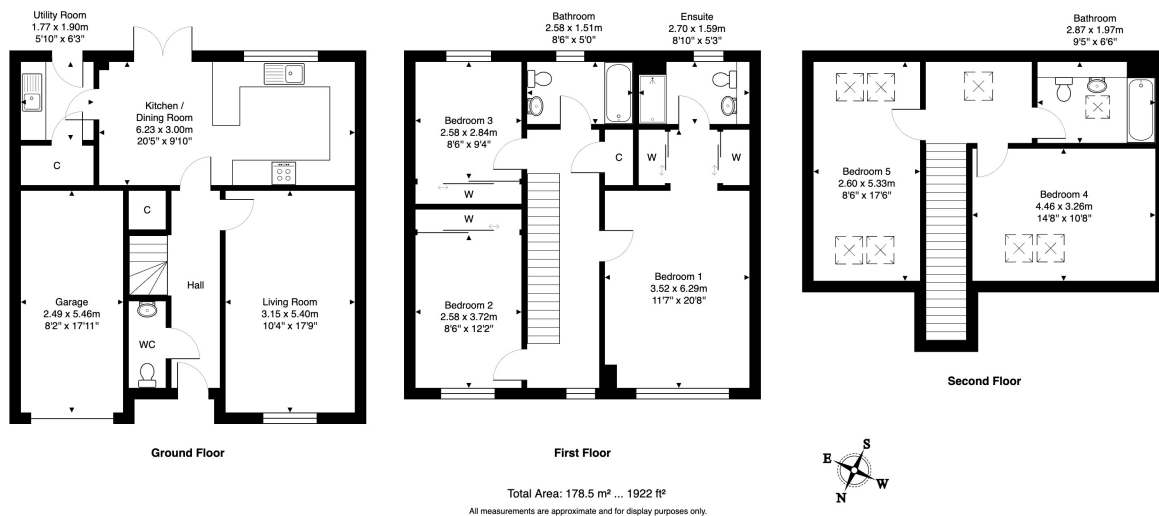 Utility Room
1.77 x 1.90m
5'10" x 6'3"
Kitchen /
Dining Room
6.23 x 3.00m
20'5" x 9'10"
C
C
Garage
2.49 x 5.46m
8'2" x 17'11"
Hall
WC
Living Room
3.15 x 5.40m
10'4" x 17'9"
Ground Floor
Bathroom
2.58 x 1.51m
8'6" x 5'0"
Ensuite
2.70 x 1.59m
8'10" x 5'3"
Bedroom 3
2.58 x 2.84m
8'6" x 9'4"
C
W
W
W
W
Bedroom 2
2.58 x 3.72m
8'6" x 12'2"
Bedroom 1
3.52 x 6.29m
11'7" x 20'8"
First Floor
Bathroom
2.87 x 1.97m
9'5" x 6'6"
Bedroom 5
2.60 x 5.33m
8'6" x 17'6"
Bedroom 4
4.46 x 3.26m
14'8" x 10'8"
Second Floor
S
E
W
N
Total Area: 178.5 m² ... 1922 ft²
All measurements are approximate and for display purposes only.